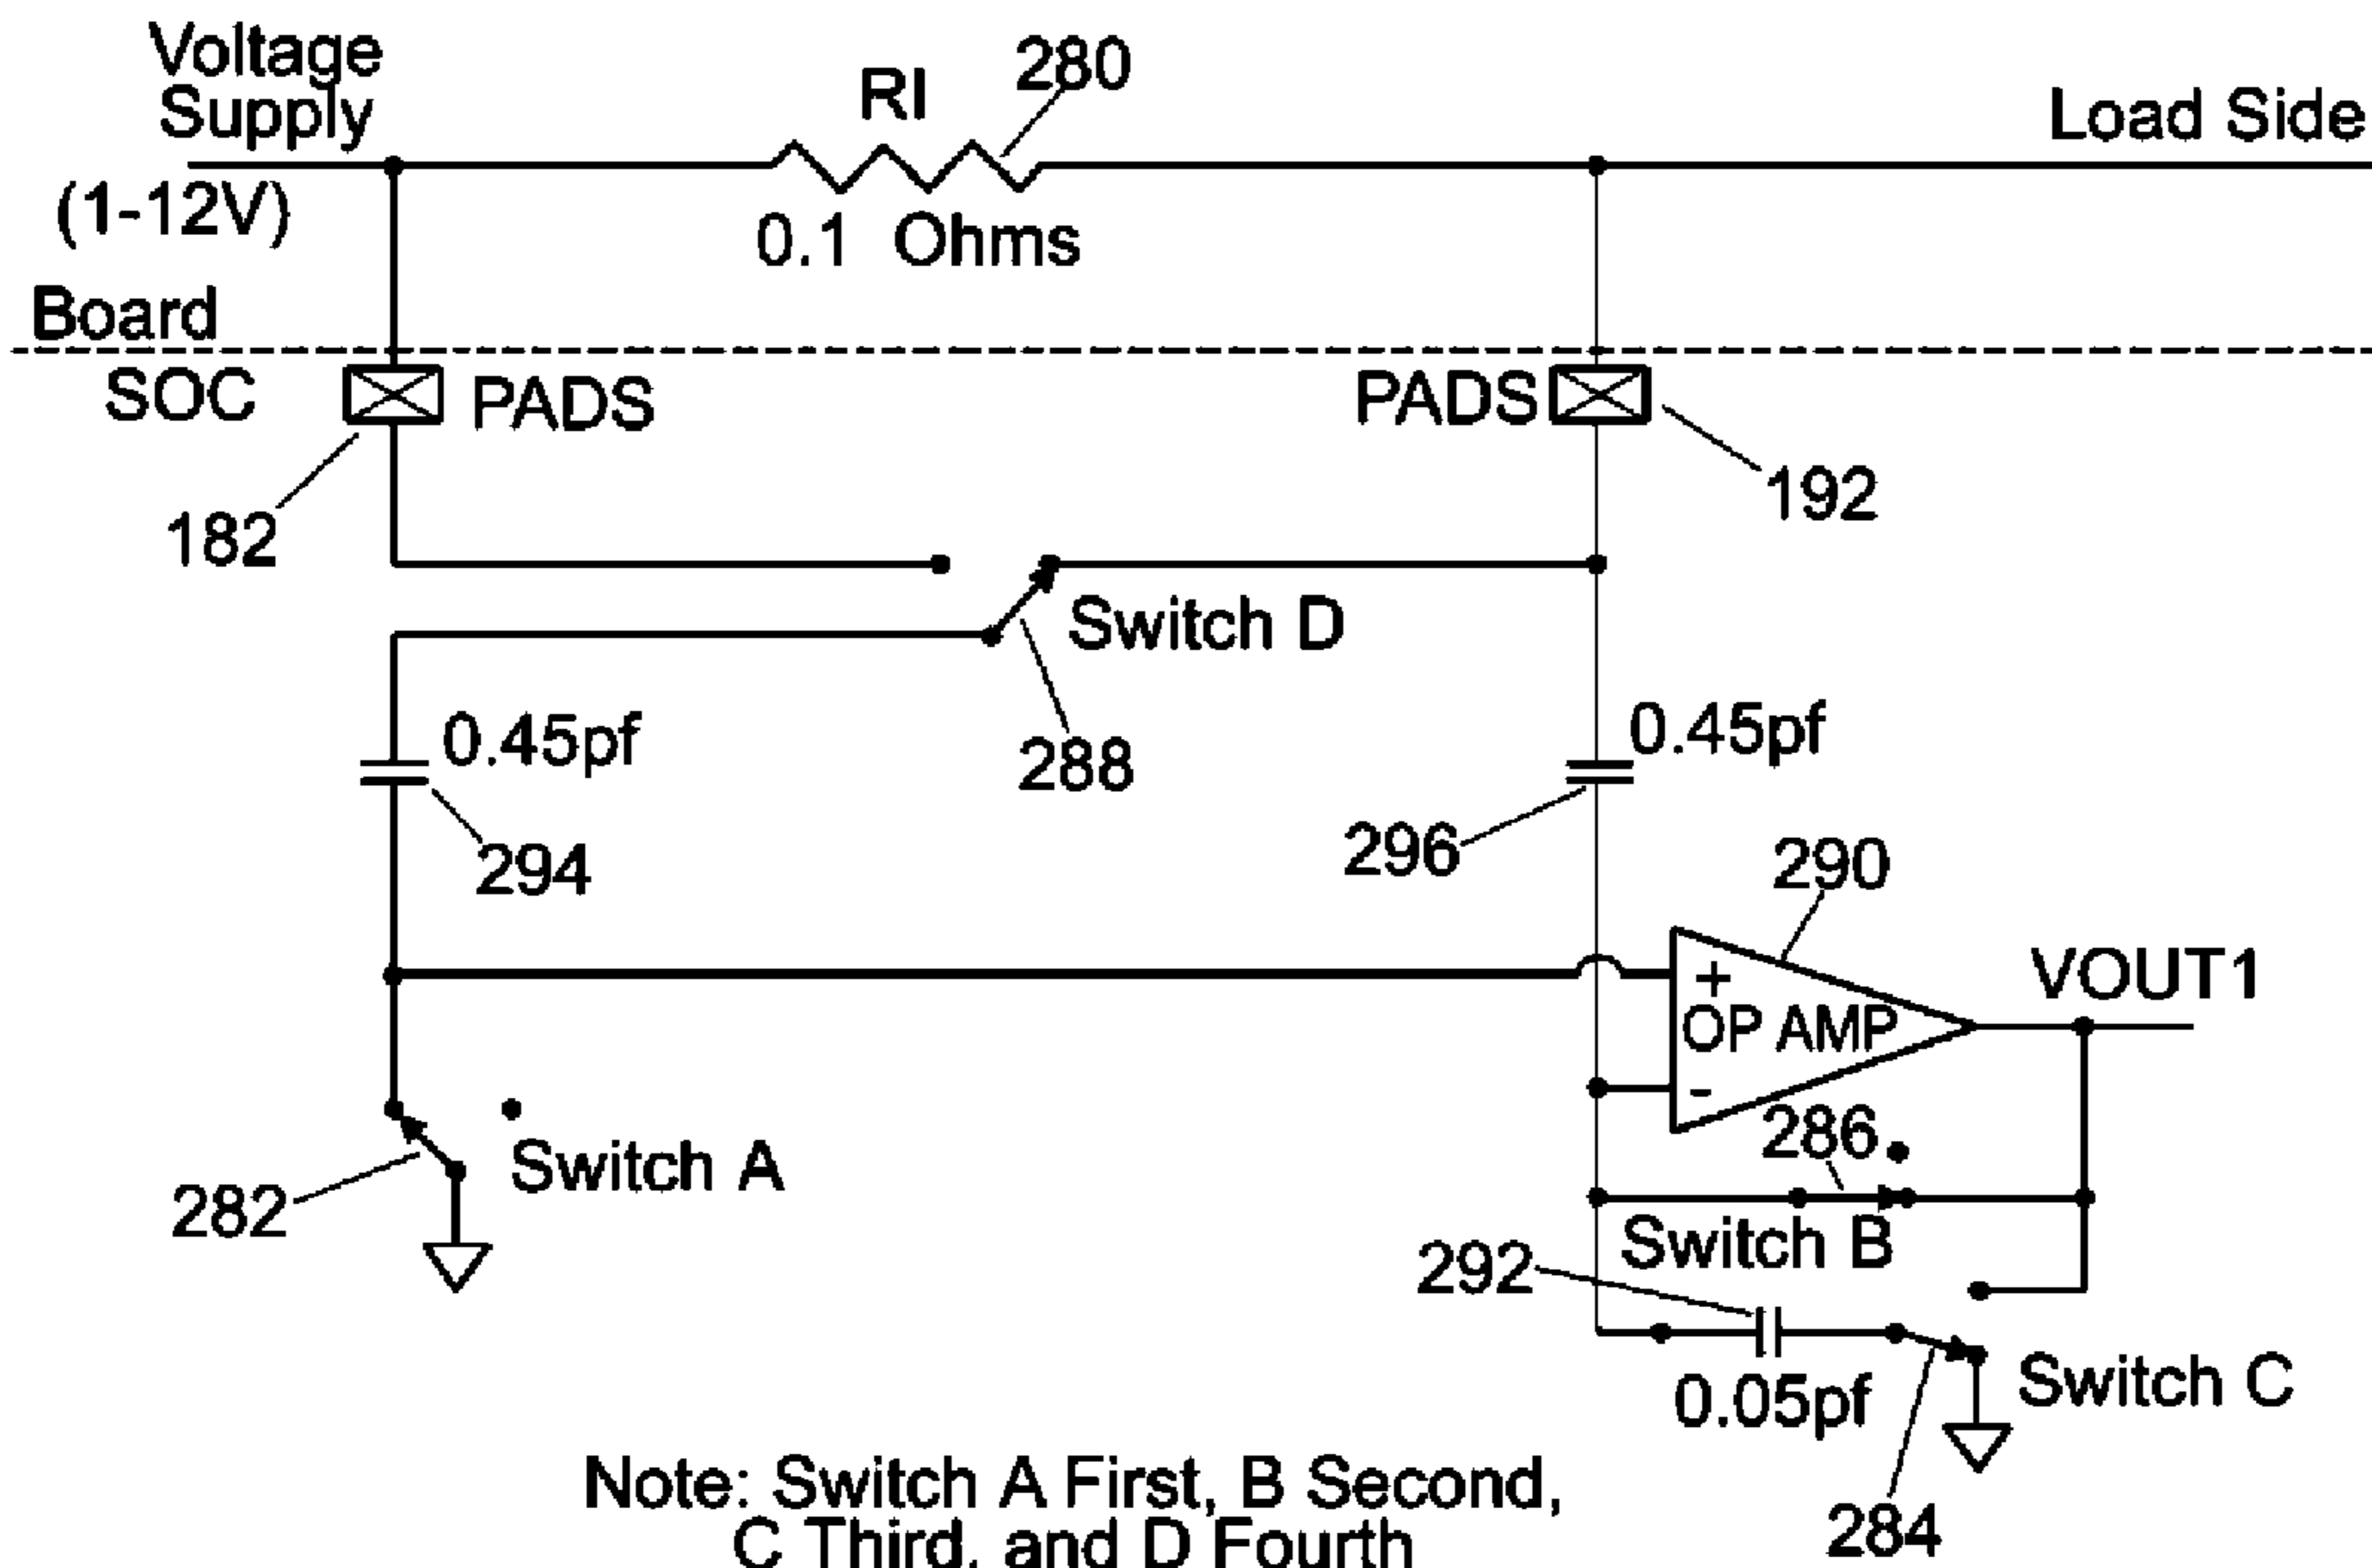 Voltage
Supply
(1-12V)
RI
280
0.1 Ohms
Load Side
Board
SOC
PADS
182
PADS
192
Switch D
288
0.45pf
294
0.45pf
296
290
+
OP AMP
-
VOUT1
286
Switch A
282
Switch B
292
0.05pf
Switch C
284
Note: Switch A First, B Second,
C Third, and D Fourth